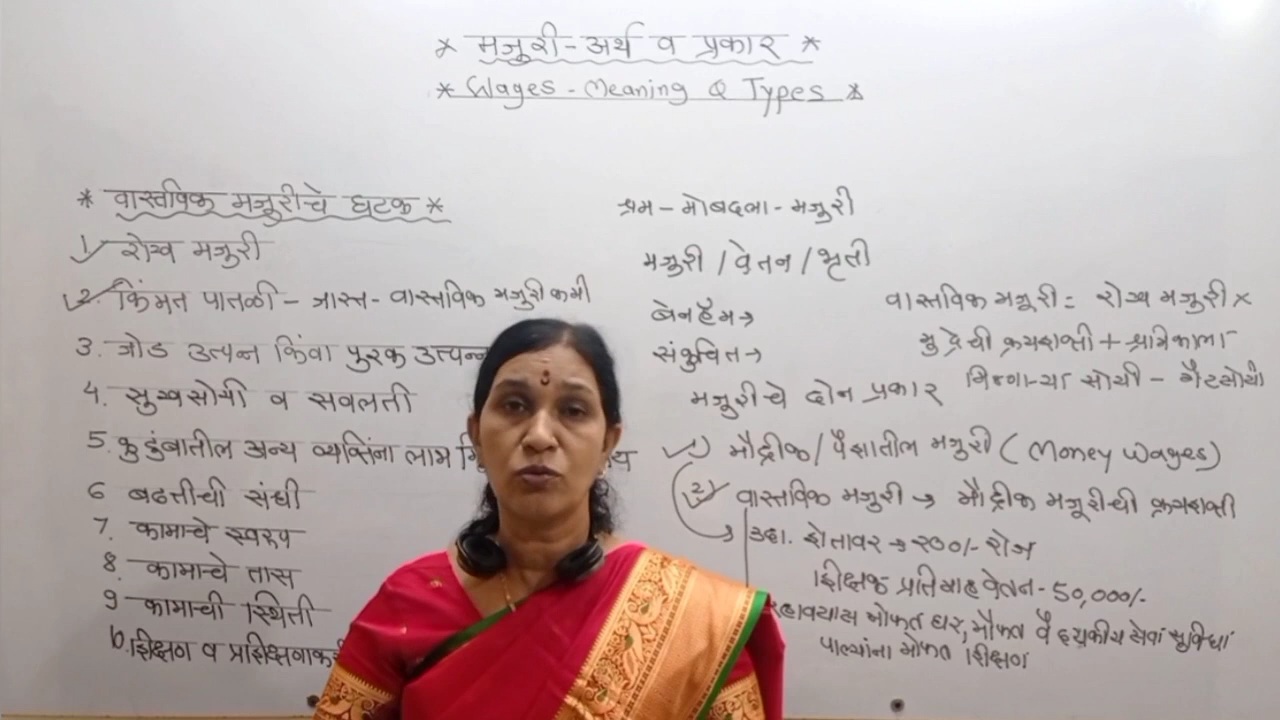 * मजुरी - अर्थ व प्रकार *
* Wages - Meaning & Types *
* वास्तविक मजुरीचे घटक *
1) रोख मजुरी
2. किंमत पातळी - जास्त - वास्तविक मजुरी कमी
3. जोड उत्पन्न किंवा पुरक उत्पन्न
4. सुखसोयी व सवलती
5. कुटुंबातील अन्य व्यक्तिंना लाभ
6 बढतीची संधी
7. कामाचे स्वरुप
8. कामाचे तास
9. कामाची स्थिती
10. शिक्षण व प्रशिक्षणाकर
श्रम - मोबदला - मजुरी
मजुरी / वेतन / भृती
बेनहॅम →
संकुचित →
मजुरीचे दोन प्रकार
1) मौद्रीक / पैशातील मजुरी ( Money Wages )
2) वास्तविक मजुरी → मौद्रीक मजूरीची क्रयशक्ती
उदा. शेतावर → 200/- रोज
शिक्षक प्रतिमाह वेतन - 50,000/-
रहावयास मोफत घर, मोफत वैद्यकीय सेवा सुविधा
पाल्यांना मोफत शिक्षण
वास्तविक मजूरी = रोख मजुरी ×
मुद्रेची क्रयशक्ती + श्रमिकाला
मिळणाऱ्या सोयी - गैरसोयी